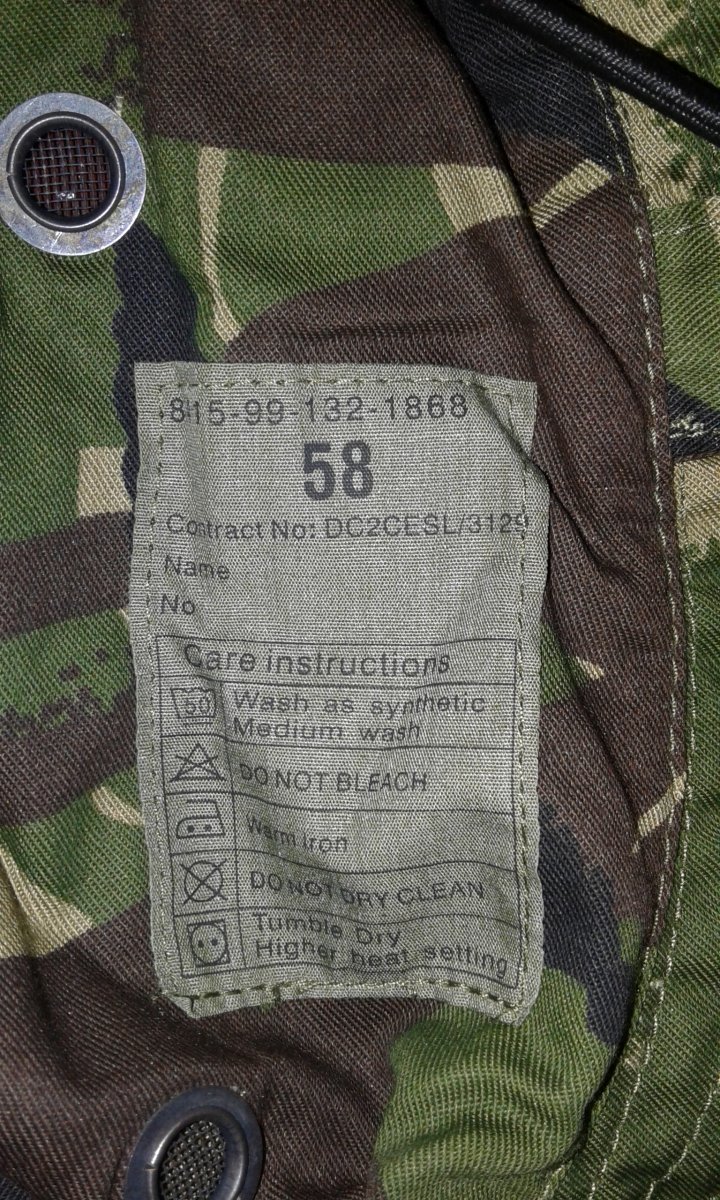 815-99-132-1868
58
Contract No: DC2CESL/3129
Name
No
Care instructions
50
Wash as synthetic
Medium wash
DO NOT BLEACH
Warm iron
DO NOT DRY CLEAN
Tumble Dry
Higher heat setting